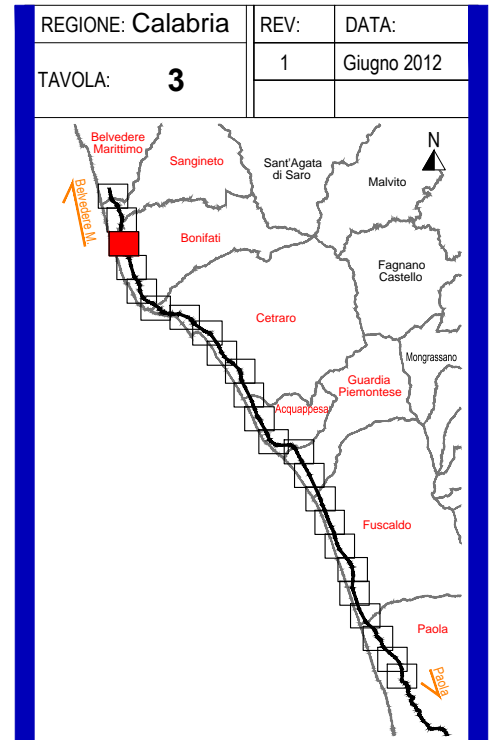 REGIONE: Calabria
REV:
DATA:
TAVOLA: 3
1
Giugno 2012
Belvedere
Marittimo
Sangineto
Sant'Agata
di Saro
Malvito
N
Belvedere M.
Bonifati
Fagnano
Castello
Cetraro
Mongrassano
Guardia
Piemontese
Acquappesa
Fuscaldo
Paola
Paola